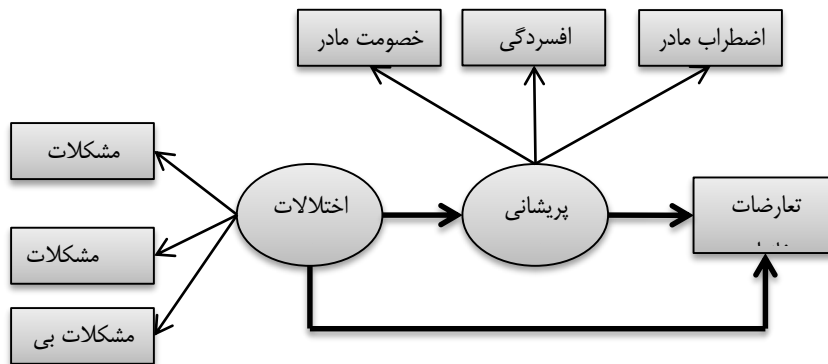 اضطراب مادر
افسردگی
خصومت مادر
مشکلات
اختلالات
پریشانی
تعارضات
مشکلات
مشکلات بی